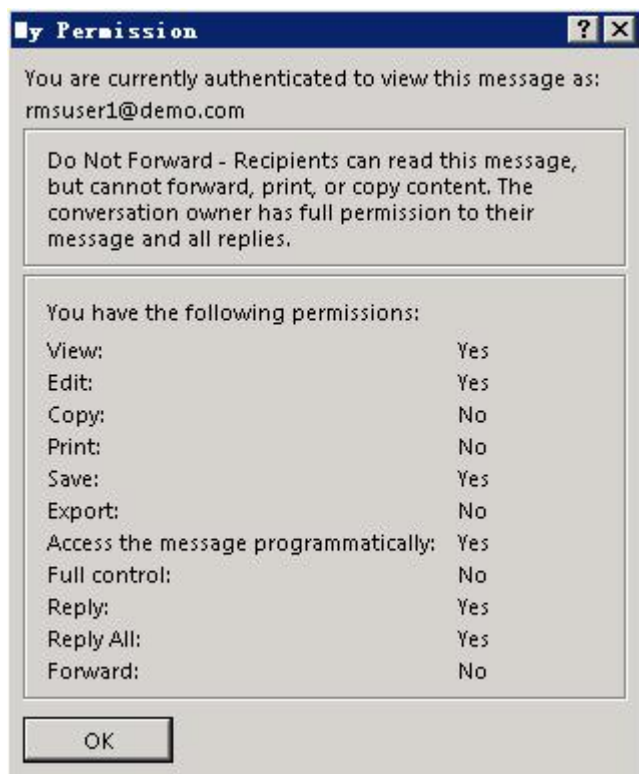 My Permission
You are currently authenticated to view this message as:
rmsuser1@demo.com
Do Not Forward - Recipients can read this message,
but cannot forward, print, or copy content. The
conversation owner has full permission to their
message and all replies.
You have the following permissions:
View: Yes
Edit: Yes
Copy: No
Print: No
Save: Yes
Export: No
Access the message programmatically: Yes
Full control: No
Reply: Yes
Reply All: Yes
Forward: No
OK